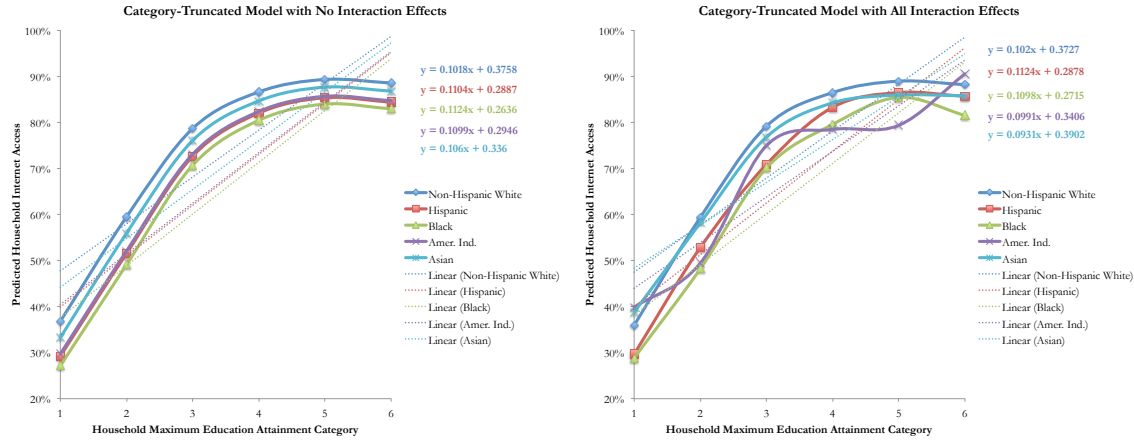 Category-Truncated Model with No Interaction Effects
100%
90%
80%
70%
60%
50%
40%
30%
20%
Predicted Household Internet Access
1 2 3 4 5 6
Household Maximum Education Attainment Category
y = 0.1018x + 0.3758
y = 0.1104x + 0.2887
y = 0.1124x + 0.2636
y = 0.1099x + 0.2946
y = 0.106x + 0.336
Non-Hispanic White
Hispanic
Black
Amer. Ind.
Asian
Linear (Non-Hispanic White)
Linear (Hispanic)
Linear (Black)
Linear (Amer. Ind.)
Linear (Asian)
Category-Truncated Model with All Interaction Effects
100%
90%
80%
70%
60%
50%
40%
30%
20%
Predicted Household Internet Access
1 2 3 4 5 6
Household Maximum Education Attainment Category
y = 0.102x + 0.3727
y = 0.1124x + 0.2878
y = 0.1098x + 0.2715
y = 0.0991x + 0.3406
y = 0.0931x + 0.3902
Non-Hispanic White
Hispanic
Black
Amer. Ind.
Asian
Linear (Non-Hispanic White)
Linear (Hispanic)
Linear (Black)
Linear (Amer. Ind.)
Linear (Asian)